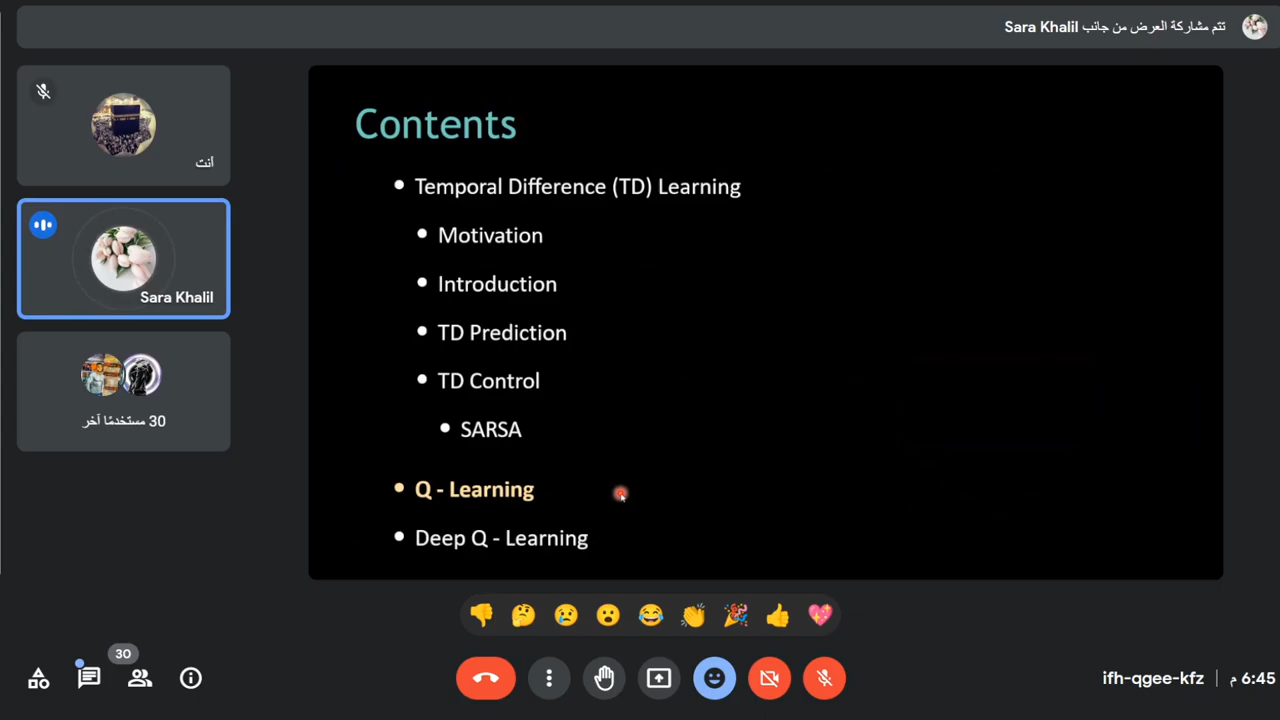 تتم مشاركة العرض من جانب Sara Khalil
أنت
Sara Khalil
30 مستخدمًا آخر
Contents
• Temporal Difference (TD) Learning
• Motivation
• Introduction
• TD Prediction
• TD Control
• SARSA
• Q - Learning
• Deep Q - Learning
30
ifh-qgee-kfz | 6:45 م